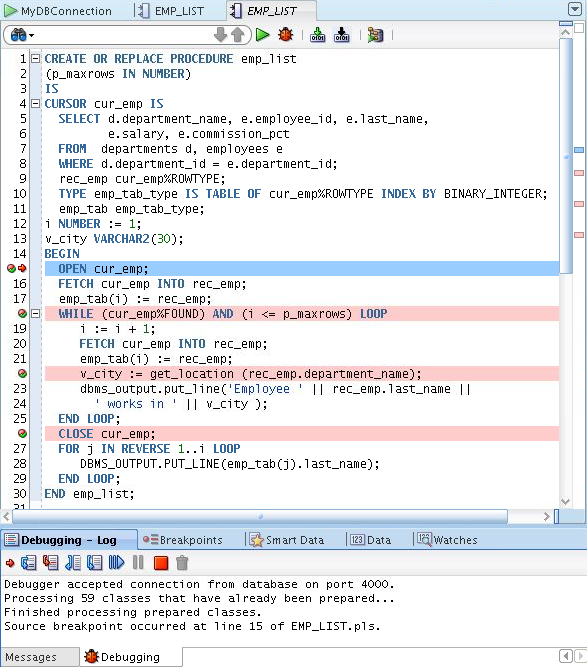 MyDBConnection EMP_LIST EMP_LIST
1 CREATE OR REPLACE PROCEDURE emp_list
2 (p_maxrows IN NUMBER)
3 IS
4 CURSOR cur_emp IS
5 SELECT d.department_name, e.employee_id, e.last_name,
6 e.salary, e.commission_pct
7 FROM departments d, employees e
8 WHERE d.department_id = e.department_id;
9 rec_emp cur_emp%ROWTYPE;
10 TYPE emp_tab_type IS TABLE OF cur_emp%ROWTYPE INDEX BY BINARY_INTEGER;
11 emp_tab emp_tab_type;
12 i NUMBER := 1;
13 v_city VARCHAR2(30);
14 BEGIN
OPEN cur_emp;
16 FETCH cur_emp INTO rec_emp;
17 emp_tab(i) := rec_emp;
WHILE (cur_emp%FOUND) AND (i <= p_maxrows) LOOP
19 i := i + 1;
20 FETCH cur_emp INTO rec_emp;
21 emp_tab(i) := rec_emp;
v_city := get_location (rec_emp.department_name);
23 dbms_output.put_line('Employee ' || rec_emp.last_name ||
24 ' works in ' || v_city );
25 END LOOP;
CLOSE cur_emp;
27 FOR j IN REVERSE 1..i LOOP
28 DBMS_OUTPUT.PUT_LINE(emp_tab(j).last_name);
29 END LOOP;
30 END emp_list;
Debugging - Log Breakpoints Smart Data Data Watches
Debugger accepted connection from database on port 4000.
Processing 59 classes that have already been prepared...
Finished processing prepared classes.
Source breakpoint occurred at line 15 of EMP_LIST.pls.
Messages Debugging